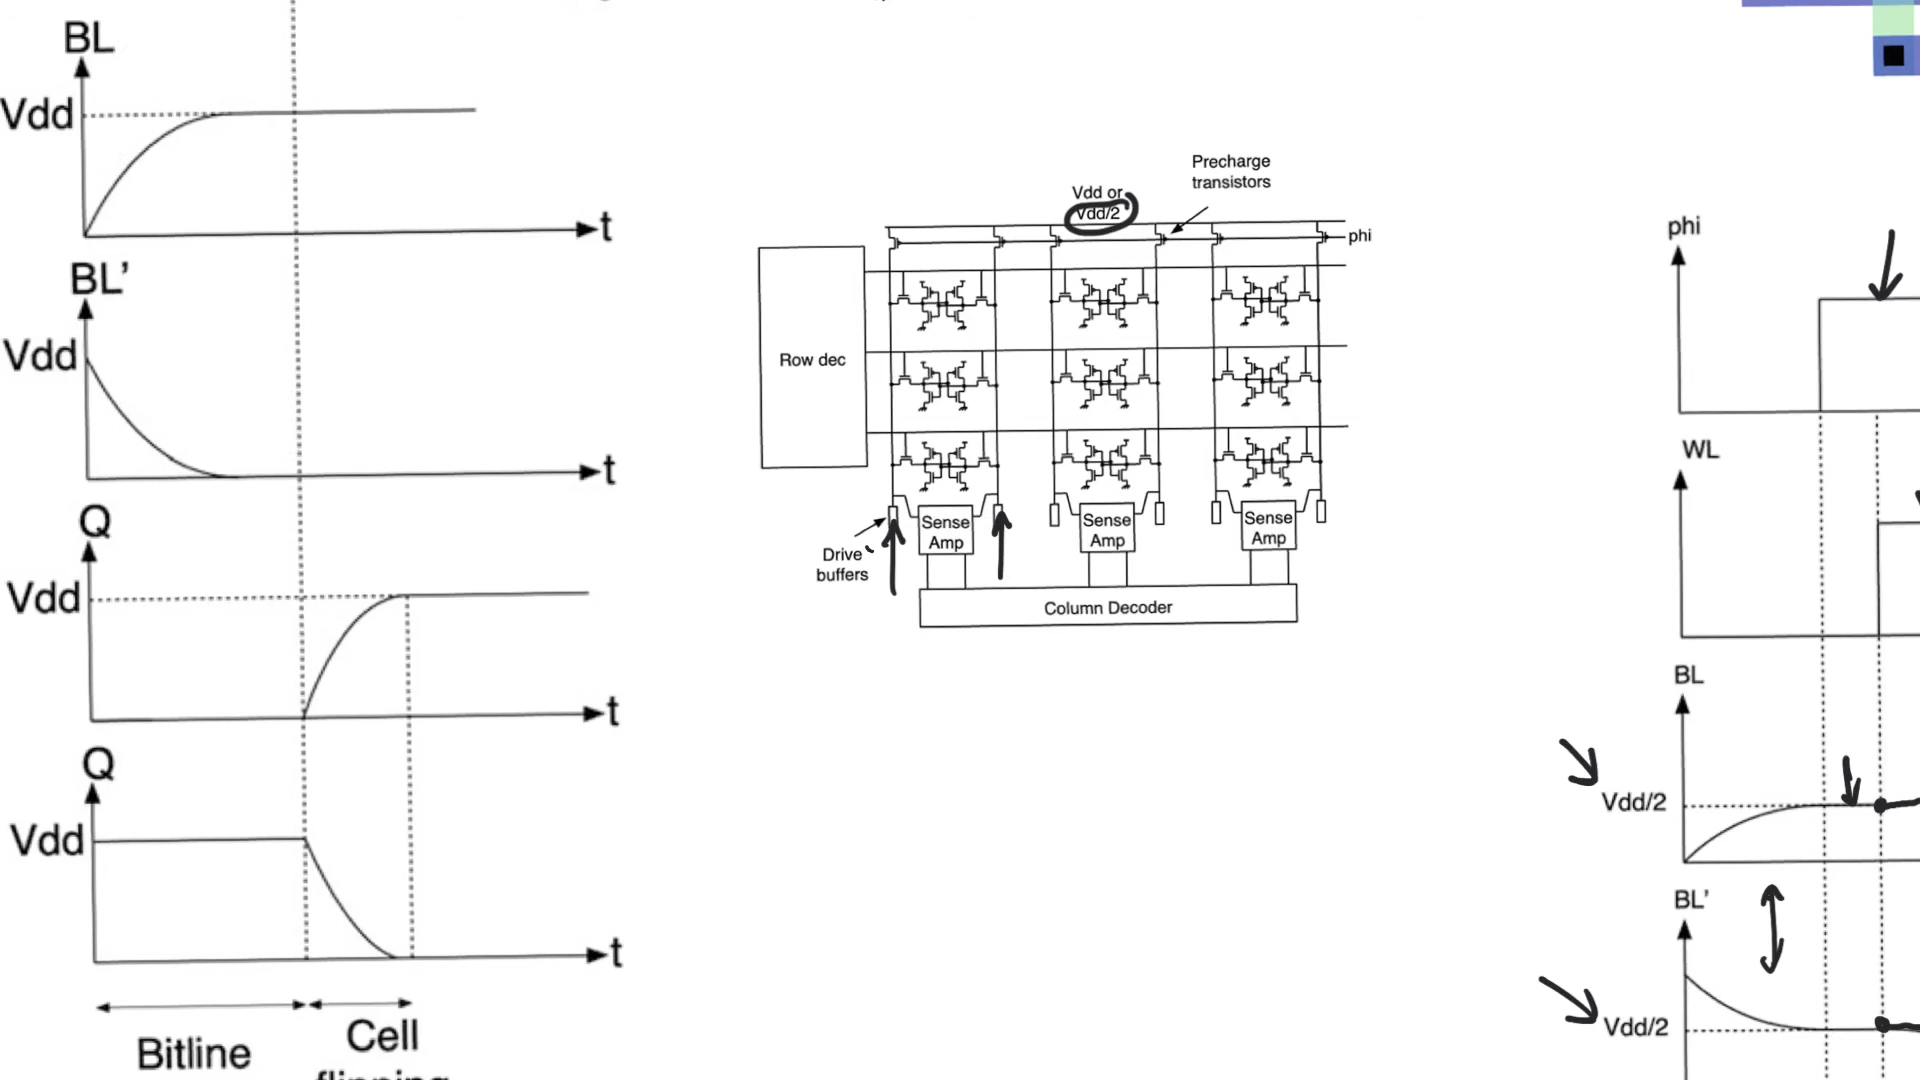 BL
Vdd
t
BL’
Vdd
t
Q
Vdd
t
Q
Vdd
t
Bitline
Cell
flipping
Precharge
transistors
Vdd or
Vdd/2
phi
Row dec
Sense
Amp
Sense
Amp
Sense
Amp
Drive
buffers
Column Decoder
phi
WL
BL
Vdd/2
BL’
Vdd/2